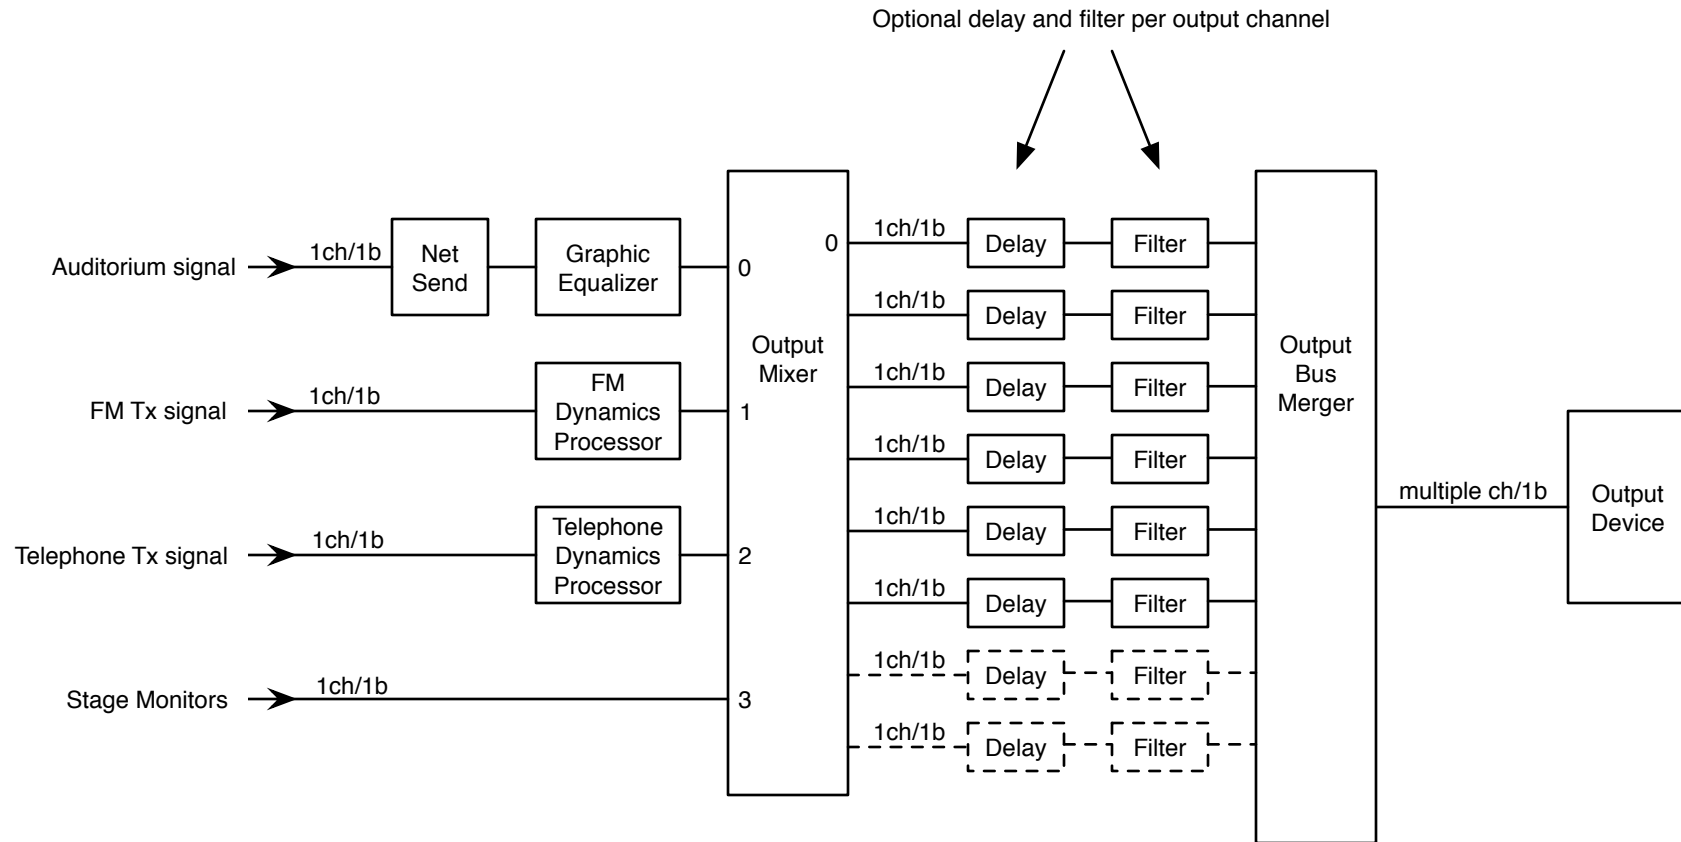 Optional delay and filter per output channel
Auditorium signal
1ch/1b
Net
Send
Graphic
Equalizer
0
FM Tx signal
1ch/1b
FM
Dynamics
Processor
1
Telephone Tx signal
1ch/1b
Telephone
Dynamics
Processor
2
Stage Monitors
1ch/1b
3
Output
Mixer
0
1ch/1b
Delay
Filter
1ch/1b
Delay
Filter
1ch/1b
Delay
Filter
1ch/1b
Delay
Filter
1ch/1b
Delay
Filter
1ch/1b
Delay
Filter
1ch/1b
Delay
Filter
1ch/1b
Delay
Filter
Output
Bus
Merger
multiple ch/1b
Output
Device